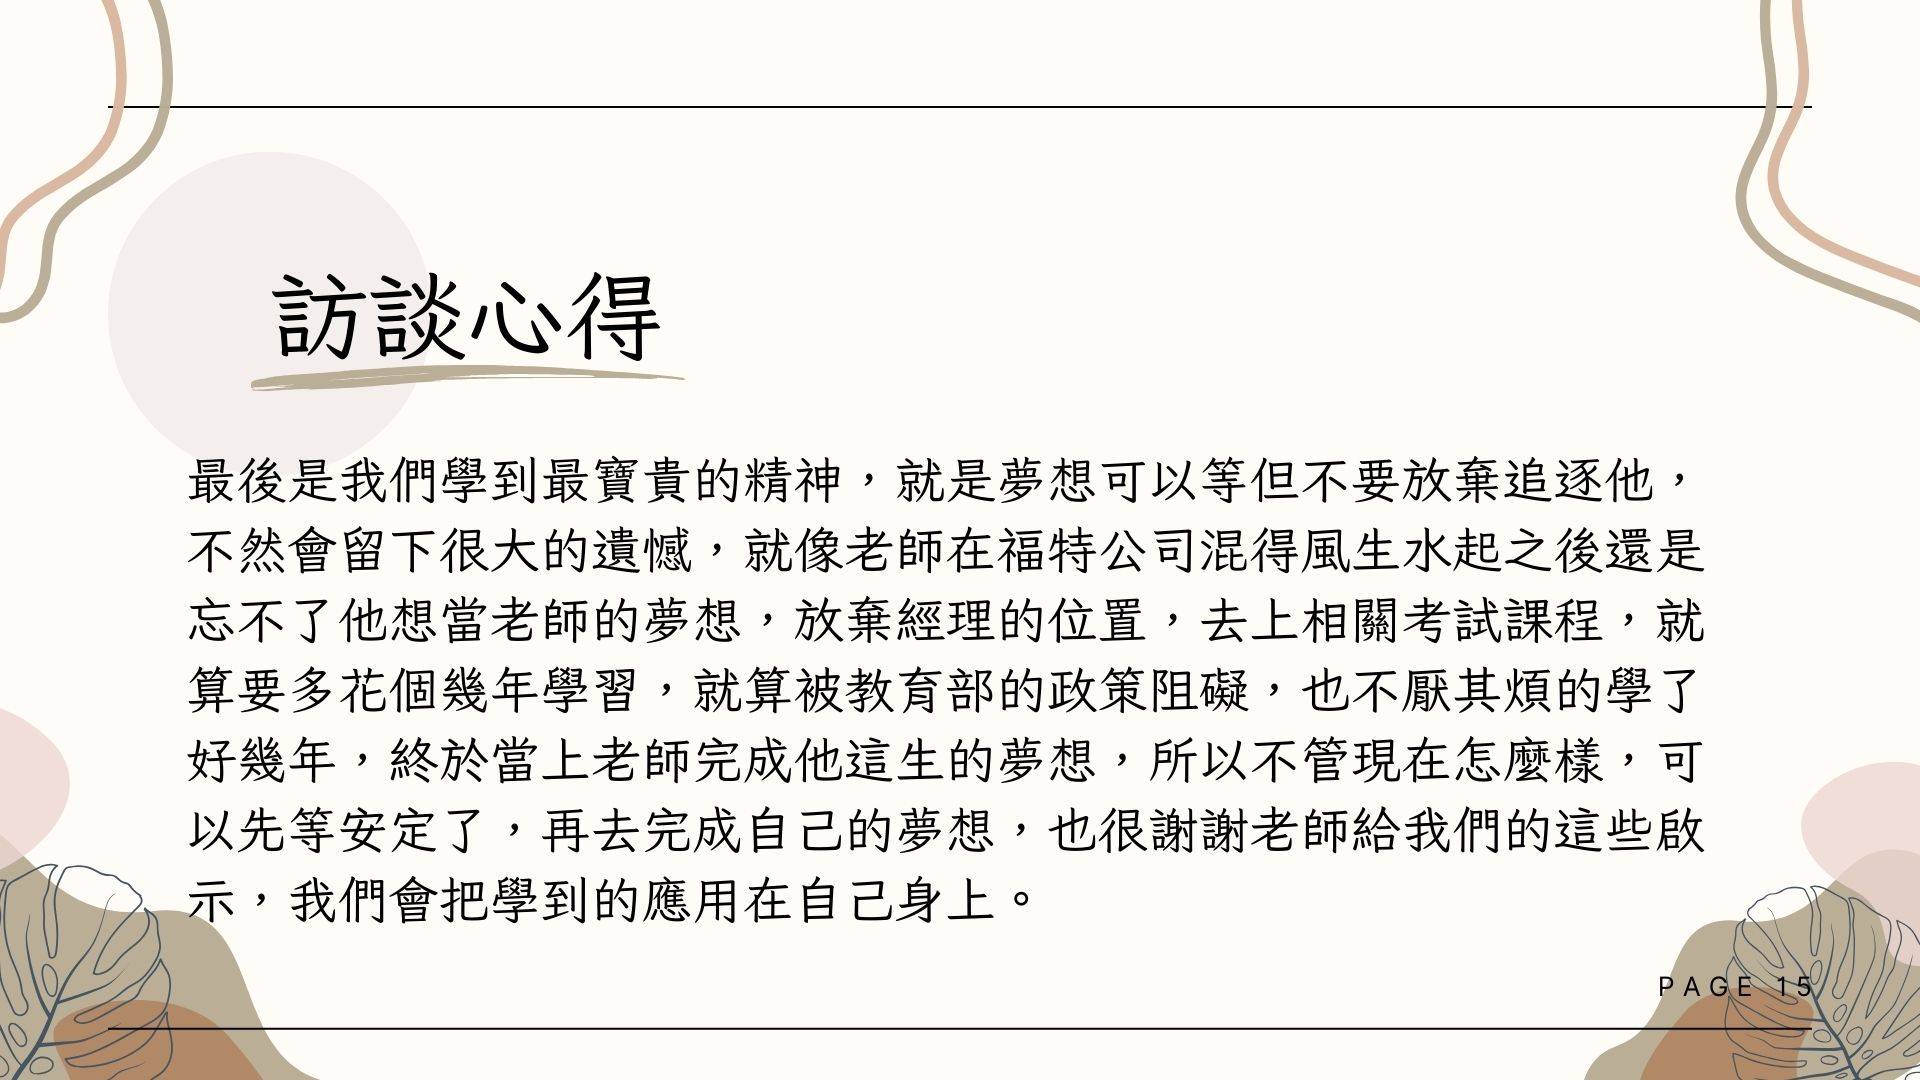 訪談心得
最後是我們學到最寶貴的精神，就是夢想可以等但不要放棄追逐他，
不然會留下很大的遺憾，就像老師在福特公司混得風生水起之後還是
忘不了他想當老師的夢想，放棄經理的位置，去上相關考試課程，就
算要多花個幾年學習，就算被教育部的政策阻礙，也不厭其煩的學了
好幾年，終於當上老師完成他這生的夢想，所以不管現在怎麼樣，可
以先等安定了，再去完成自己的夢想，也很謝謝老師給我們的這些啟
示，我們會把學到的應用在自己身上。
PAGE 15